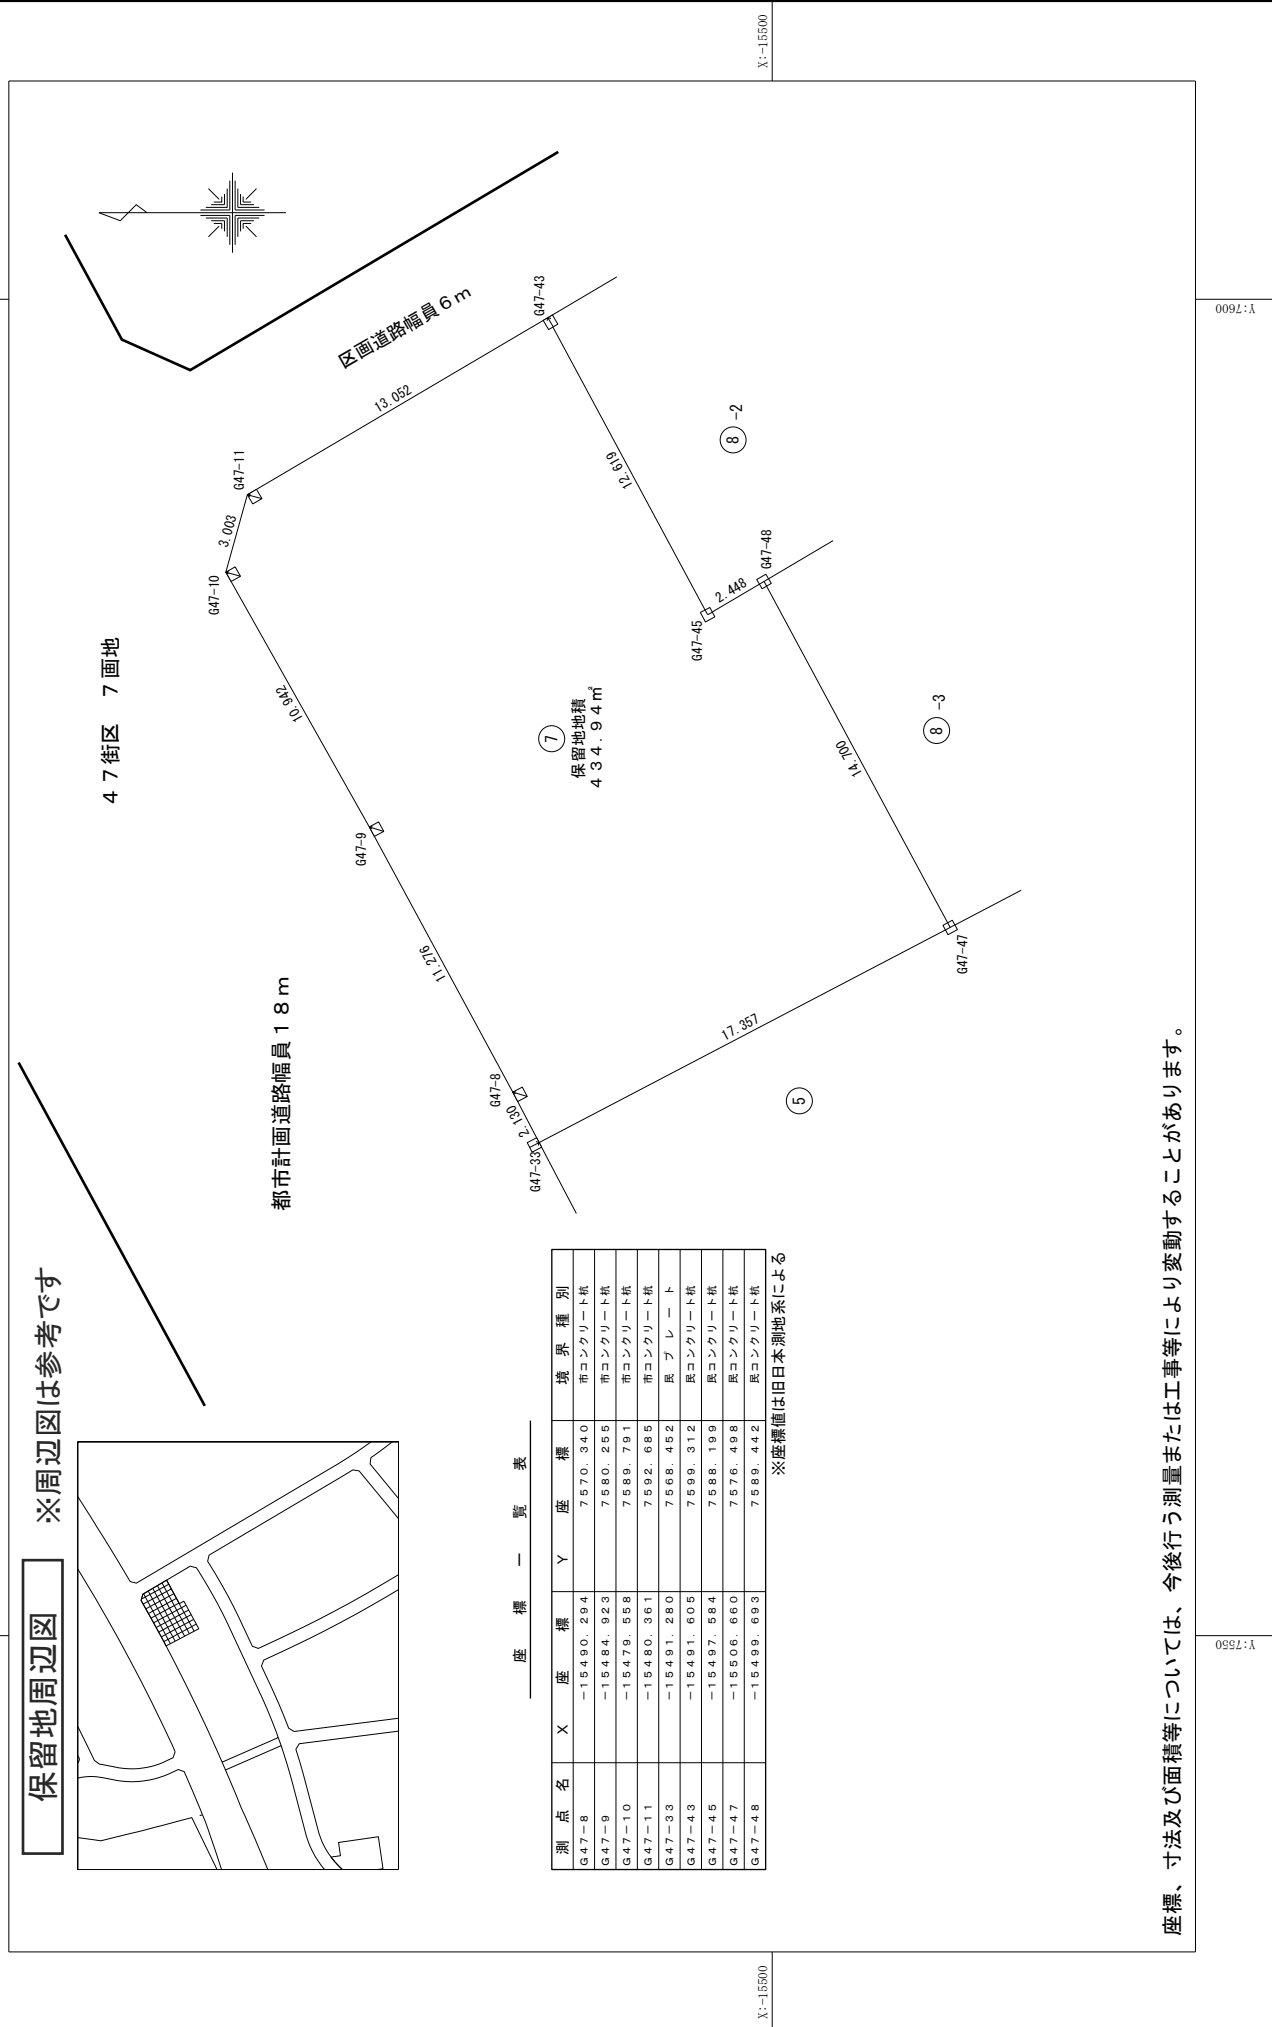 保留地周辺図
※周辺図は参考です
47街区 7画地
都市計画道路幅員18m
区画道路幅員6m
G47-33
2.130
G47-8
11.276
G47-9
10.942
G47-10
3.003
G47-11
13.052
G47-43
12.619
G47-45
2.448
G47-48
14.700
G47-47
17.357
7
保留地地積
434.94㎡
8 -2
8 -3
5
座標一覧表
測点名 X座標 Y座標 境界種別
G47-8 -15490.294 7570.340 市コンクリート杭
G47-9 -15484.923 7580.255 市コンクリート杭
G47-10 -15479.558 7589.791 市コンクリート杭
G47-11 -15480.361 7592.685 市コンクリート杭
G47-33 -15491.280 7568.452 民プレート
G47-43 -15491.605 7599.312 民コンクリート杭
G47-45 -15497.584 7588.199 民コンクリート杭
G47-47 -15506.660 7576.498 民コンクリート杭
G47-48 -15499.693 7589.442 民コンクリート杭
※座標値は旧日本測地系による
座標、寸法及び面積等については、今後行う測量または工事等により変動することがあります。
X:-15500
X:-15500
Y:7550
Y:7600